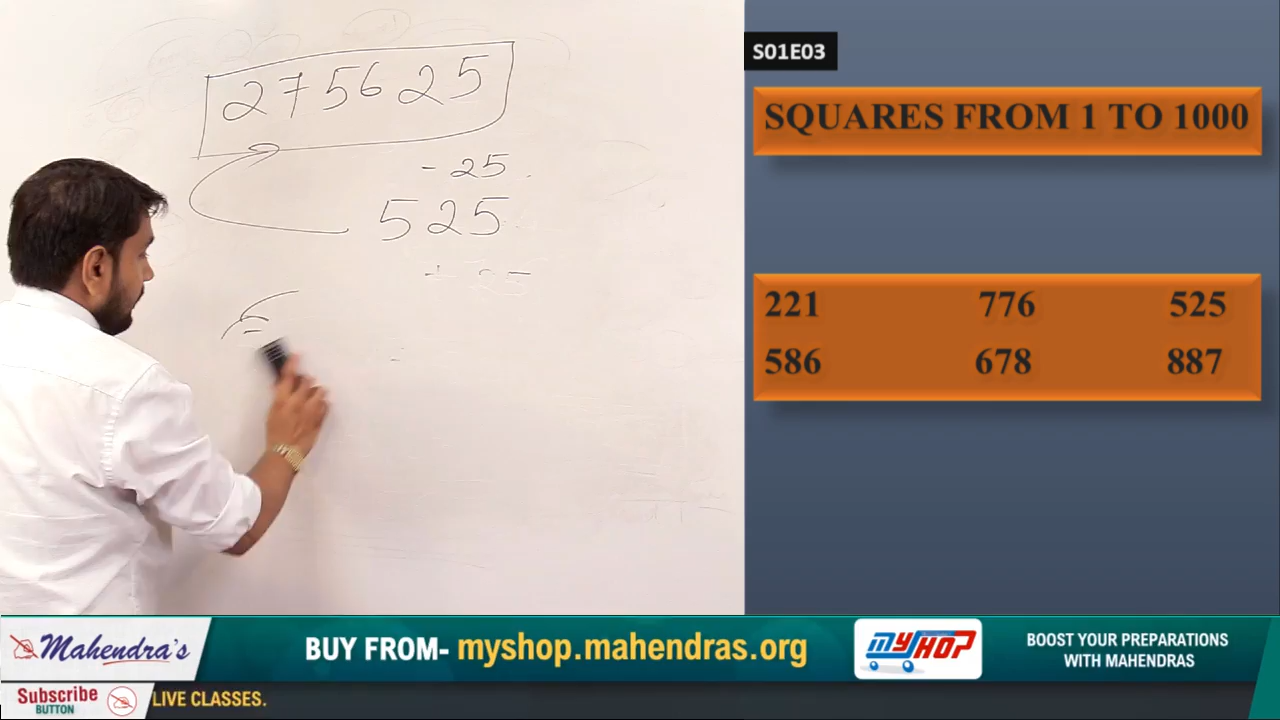 275625
- 25
525
+ 25
=
S01E03
SQUARES FROM 1 TO 1000
221 776 525
586 678 887
Mahendra's
BUY FROM- myshop.mahendras.org
MYSHOP
BOOST YOUR PREPARATIONS
WITH MAHENDRAS
Subscribe
BUTTON
LIVE CLASSES.